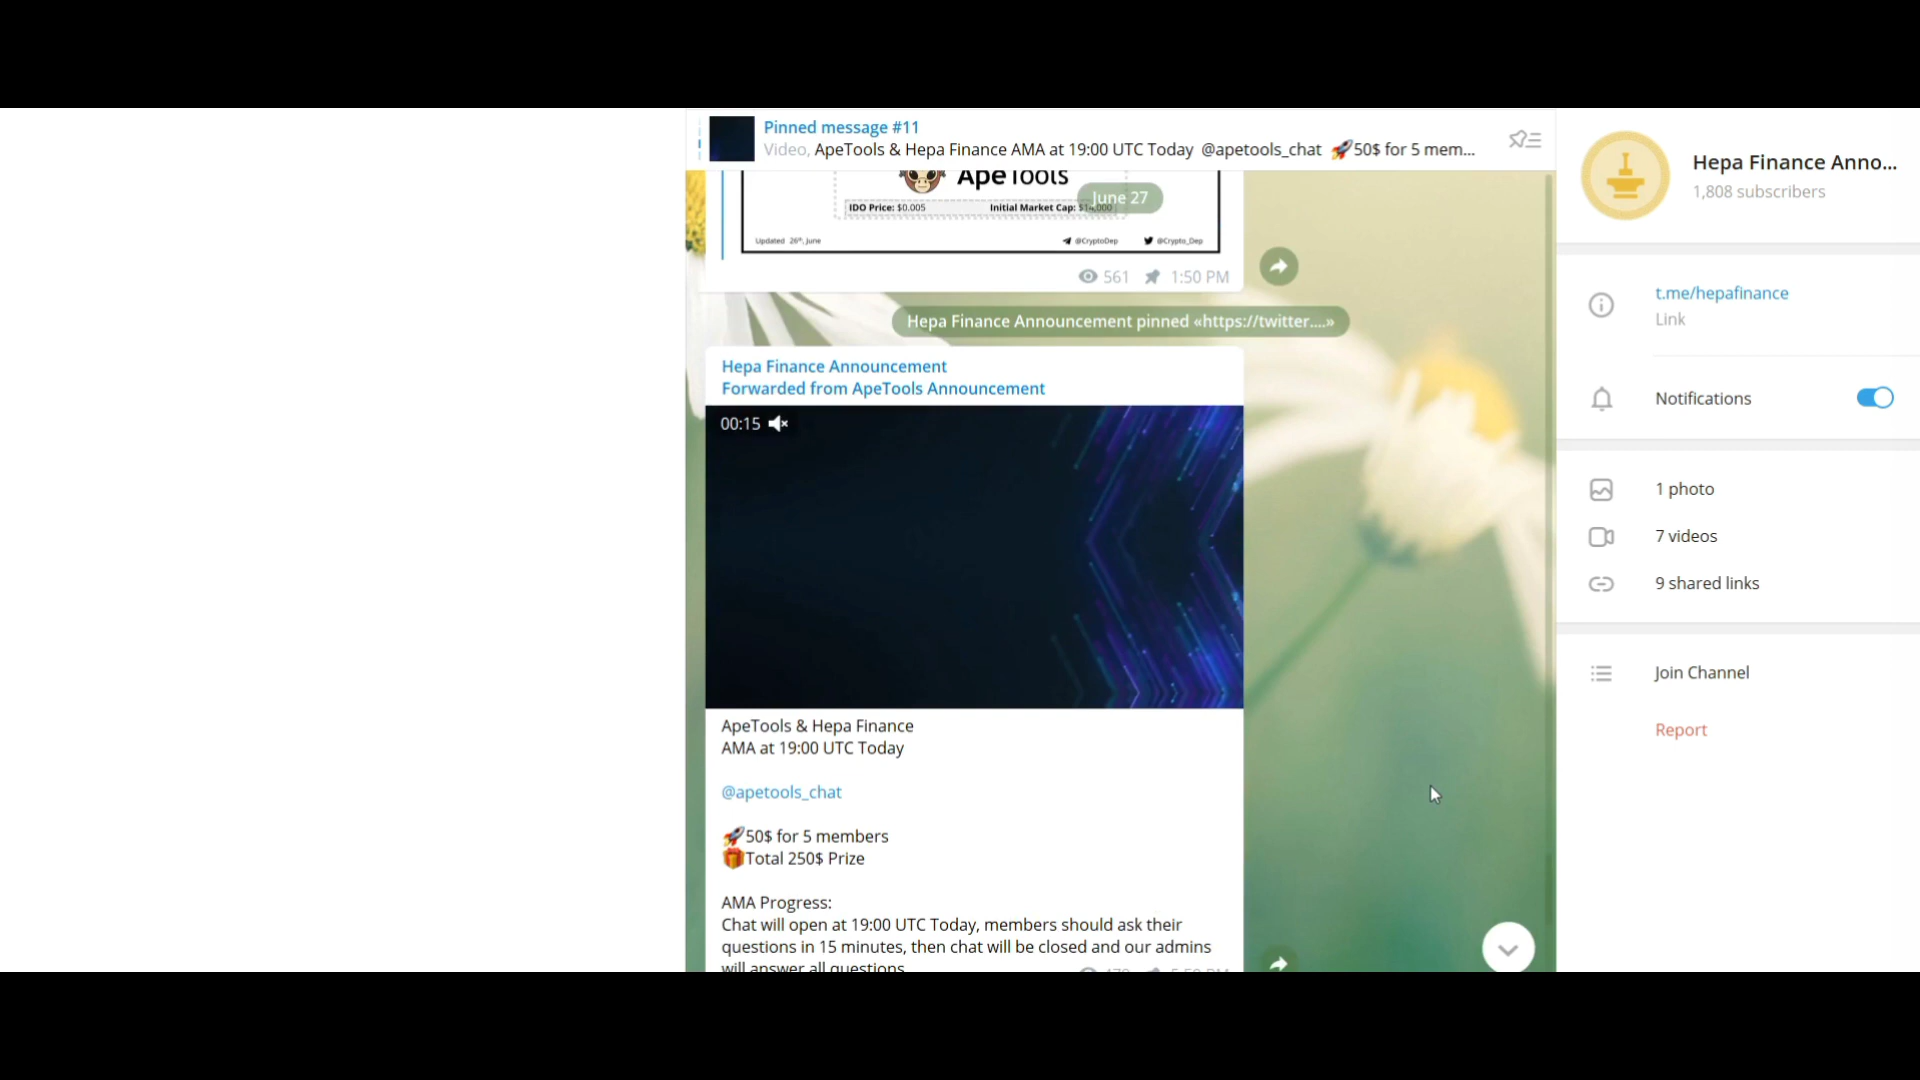 Pinned message #11
Video, ApeTools & Hepa Finance AMA at 19:00 UTC Today @apetools_chat 🚀50$ for 5 mem...
ApeTools
June 27
IDO Price: $0.005 Initial Market Cap:
Updated 26th, June @CryptoDep @Crypto_Dep
561 1:50 PM
Hepa Finance Announcement pinned «https://twitter....»
Hepa Finance Announcement
Forwarded from ApeTools Announcement
00:15
ApeTools & Hepa Finance
AMA at 19:00 UTC Today
@apetools_chat
🚀50$ for 5 members
🎁Total 250$ Prize
AMA Progress:
Chat will open at 19:00 UTC Today, members should ask their
questions in 15 minutes, then chat will be closed and our admins
will answer all questions
Hepa Finance Anno...
1,808 subscribers
t.me/hepafinance
Link
Notifications
1 photo
7 videos
9 shared links
Join Channel
Report